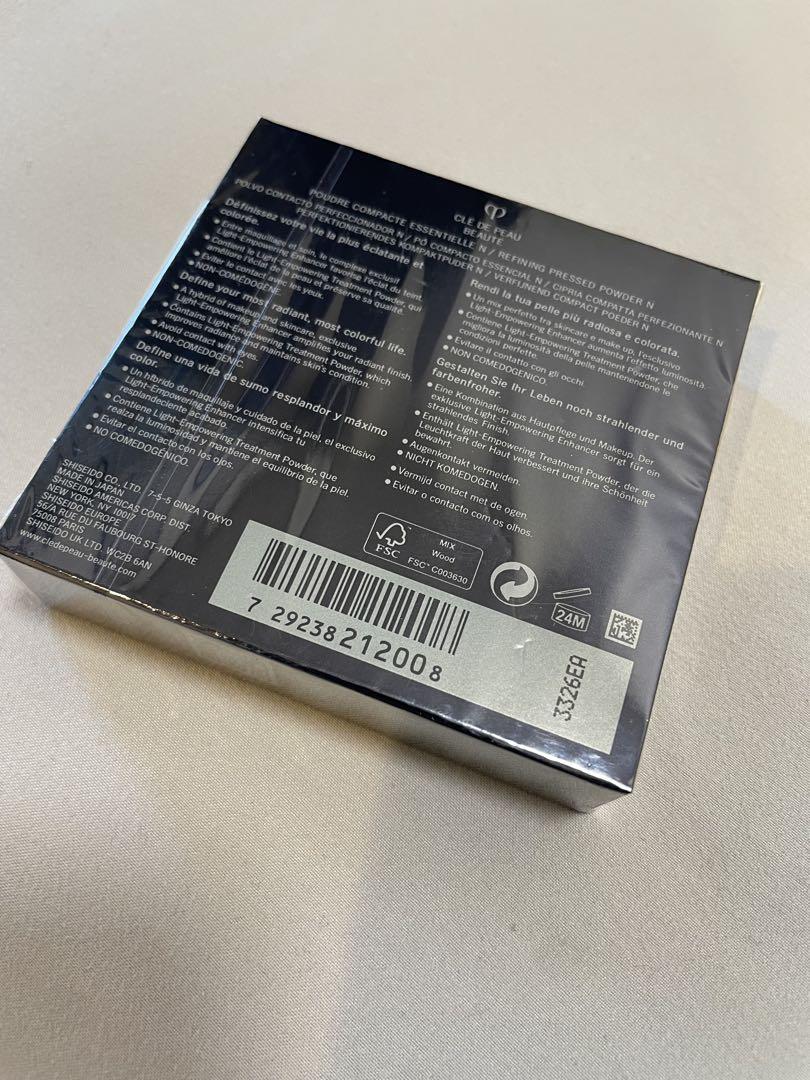 CLÉ DE PEAU
BEAUTÉ
POUDRE COMPACTE ESSENTIELLE N / REFINING PRESSED POWDER N
POLVO CONTACTO PERFECCIONADOR N / PÓ COMPACTO ESSENCIAL N / CIPRIA COMPATTA PERFEZIONANTE N
PERFEKTIONIERENDES KOMPAKTPUDER N / VERFIJNEND COMPACT POEDER N
Définissez votre vie la plus éclatante et
colorée.
• Entre maquillage et soin, le complexe exclusif
Light-Empowering Enhancer favorise l'éclat du teint.
• Contient le Light-Empowering Treatment Powder, qui
améliore l'éclat de la peau et préserve sa qualité.
• Eviter le contact avec les yeux.
• NON-COMEDOGENE.
Define your most radiant, most colorful life.
• A hybrid of makeup and skincare, exclusive
Light-Empowering Enhancer amplifies your radiant finish.
• Contains Light-Empowering Treatment Powder, which
improves radiance and maintains skin's condition.
• Avoid contact with eyes.
• NON-COMEDOGENIC.
Define una vida de sumo resplandor y máximo
color.
• Un híbrido de maquillaje y cuidado de la piel, el exclusivo
Light-Empowering Enhancer intensifica tu
resplandeciente acabado.
• Contiene Light-Empowering Treatment Powder, que
realza la luminosidad y mantiene el equilibrio de la piel.
• Evitar el contacto con los ojos.
• NO COMEDOGÉNICO.
Rendi la tua pelle più radiosa e colorata.
• Un mix perfetto tra skincare e make up, l'esclusivo
Light-Empowering Enhancer aumenta l'effetto luminosità.
• Contiene Light-Empowering Treatment Powder, che
migliora la luminosità della pelle mantenendone le
condizioni perfette.
• Evitare il contatto con gli occhi.
• NON COMEDOGENICO.
Gestalten Sie Ihr Leben noch strahlender und
farbenfroher.
• Eine Kombination aus Hautpflege und Makeup. Der
exklusive Light-Empowering Enhancer sorgt für ein
strahlendes Finish.
• Enthält Light-Empowering Treatment Powder, der die
Leuchtkraft der Haut verbessert und ihre Schönheit
bewahrt.
• Augenkontakt vermeiden.
• NICHT KOMEDOGEN.
• Vermijd contact met de ogen.
• Evitar o contacto com os olhos.
SHISEIDO CO., LTD. 7-5-5 GINZA TOKYO
MADE IN JAPAN
SHISEIDO AMERICAS CORP. DIST.
NEW YORK, NY 10017
SHISEIDO EUROPE
56/A RUE DU FAUBOURG ST-HONORE
75008 PARIS
SHISEIDO UK LTD. WC2B 6AN
www.cledepeau-beaute.com
FSC
MIX
Wood
FSC™ C003630
24M
7 29238 21200 8
3326EA